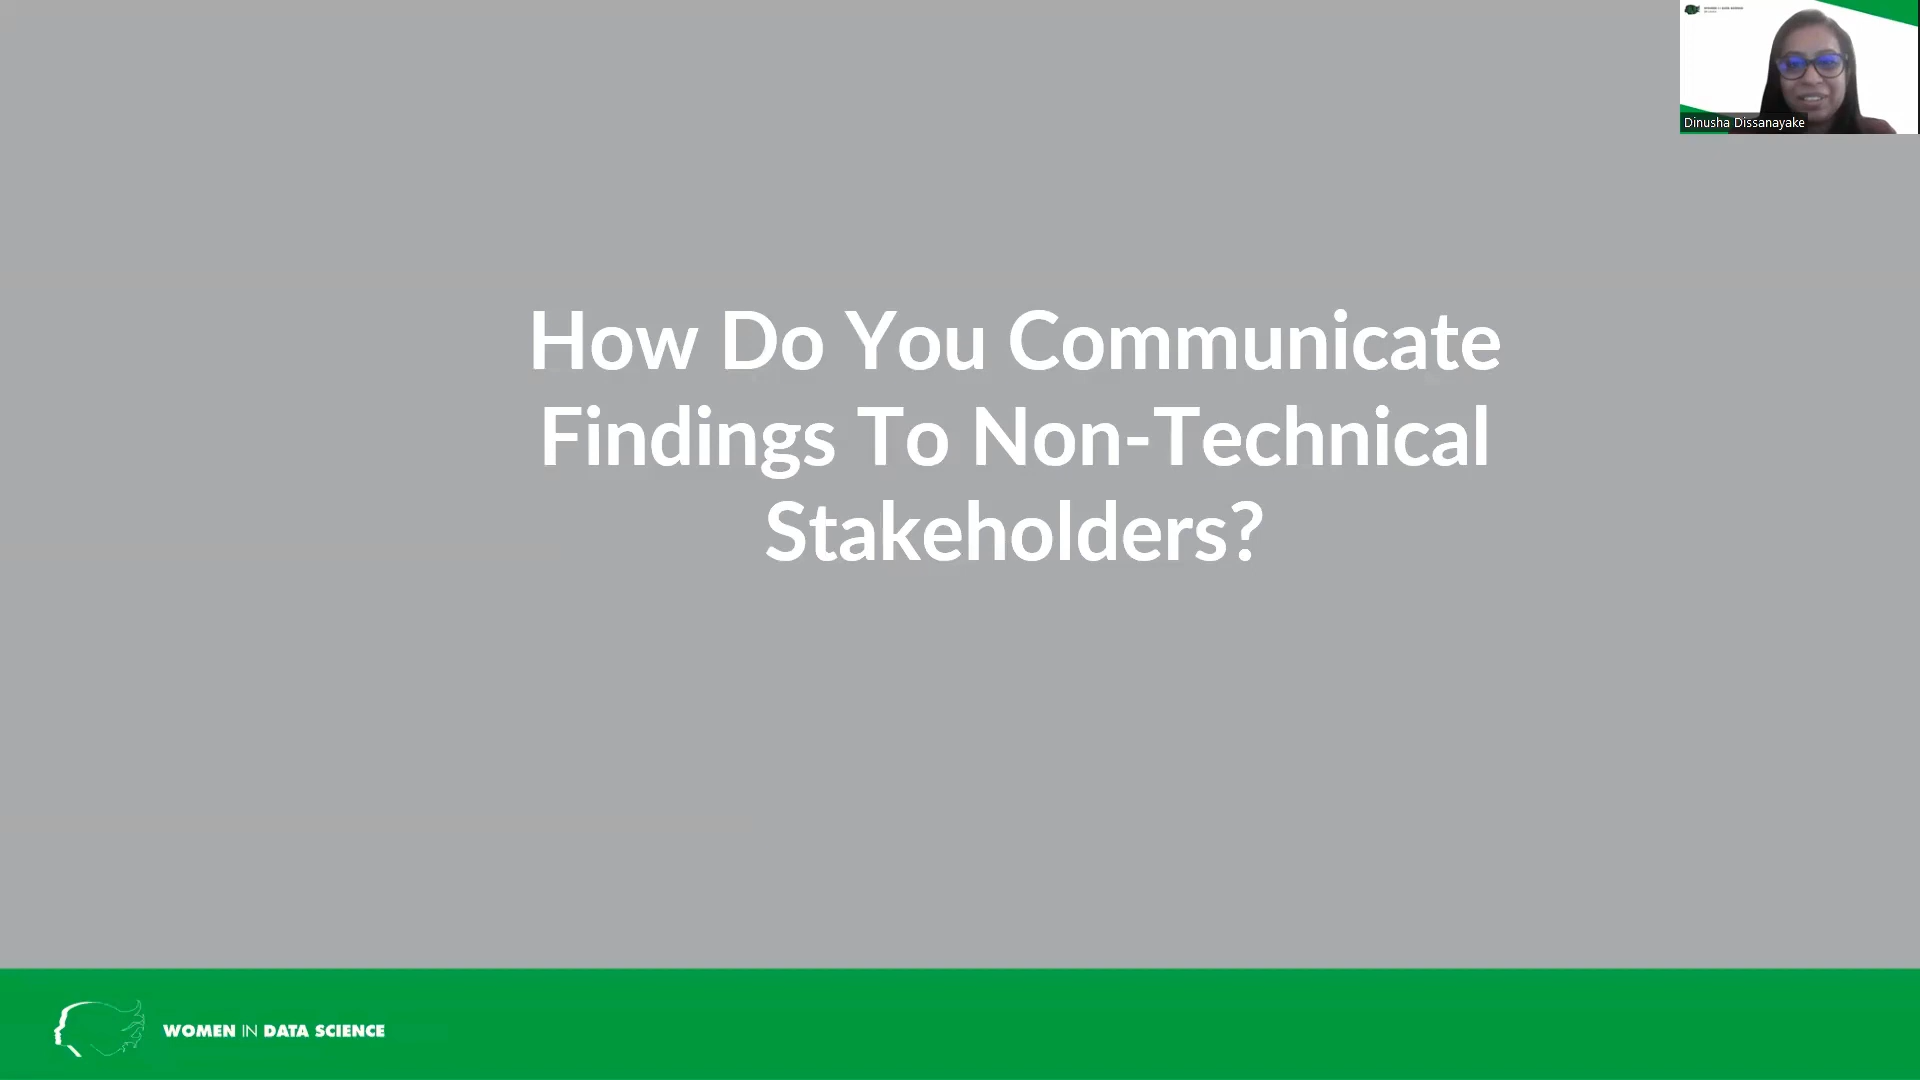 Dinusha Dissanayake
How Do You Communicate
Findings To Non-Technical
Stakeholders?
WOMEN IN DATA SCIENCE